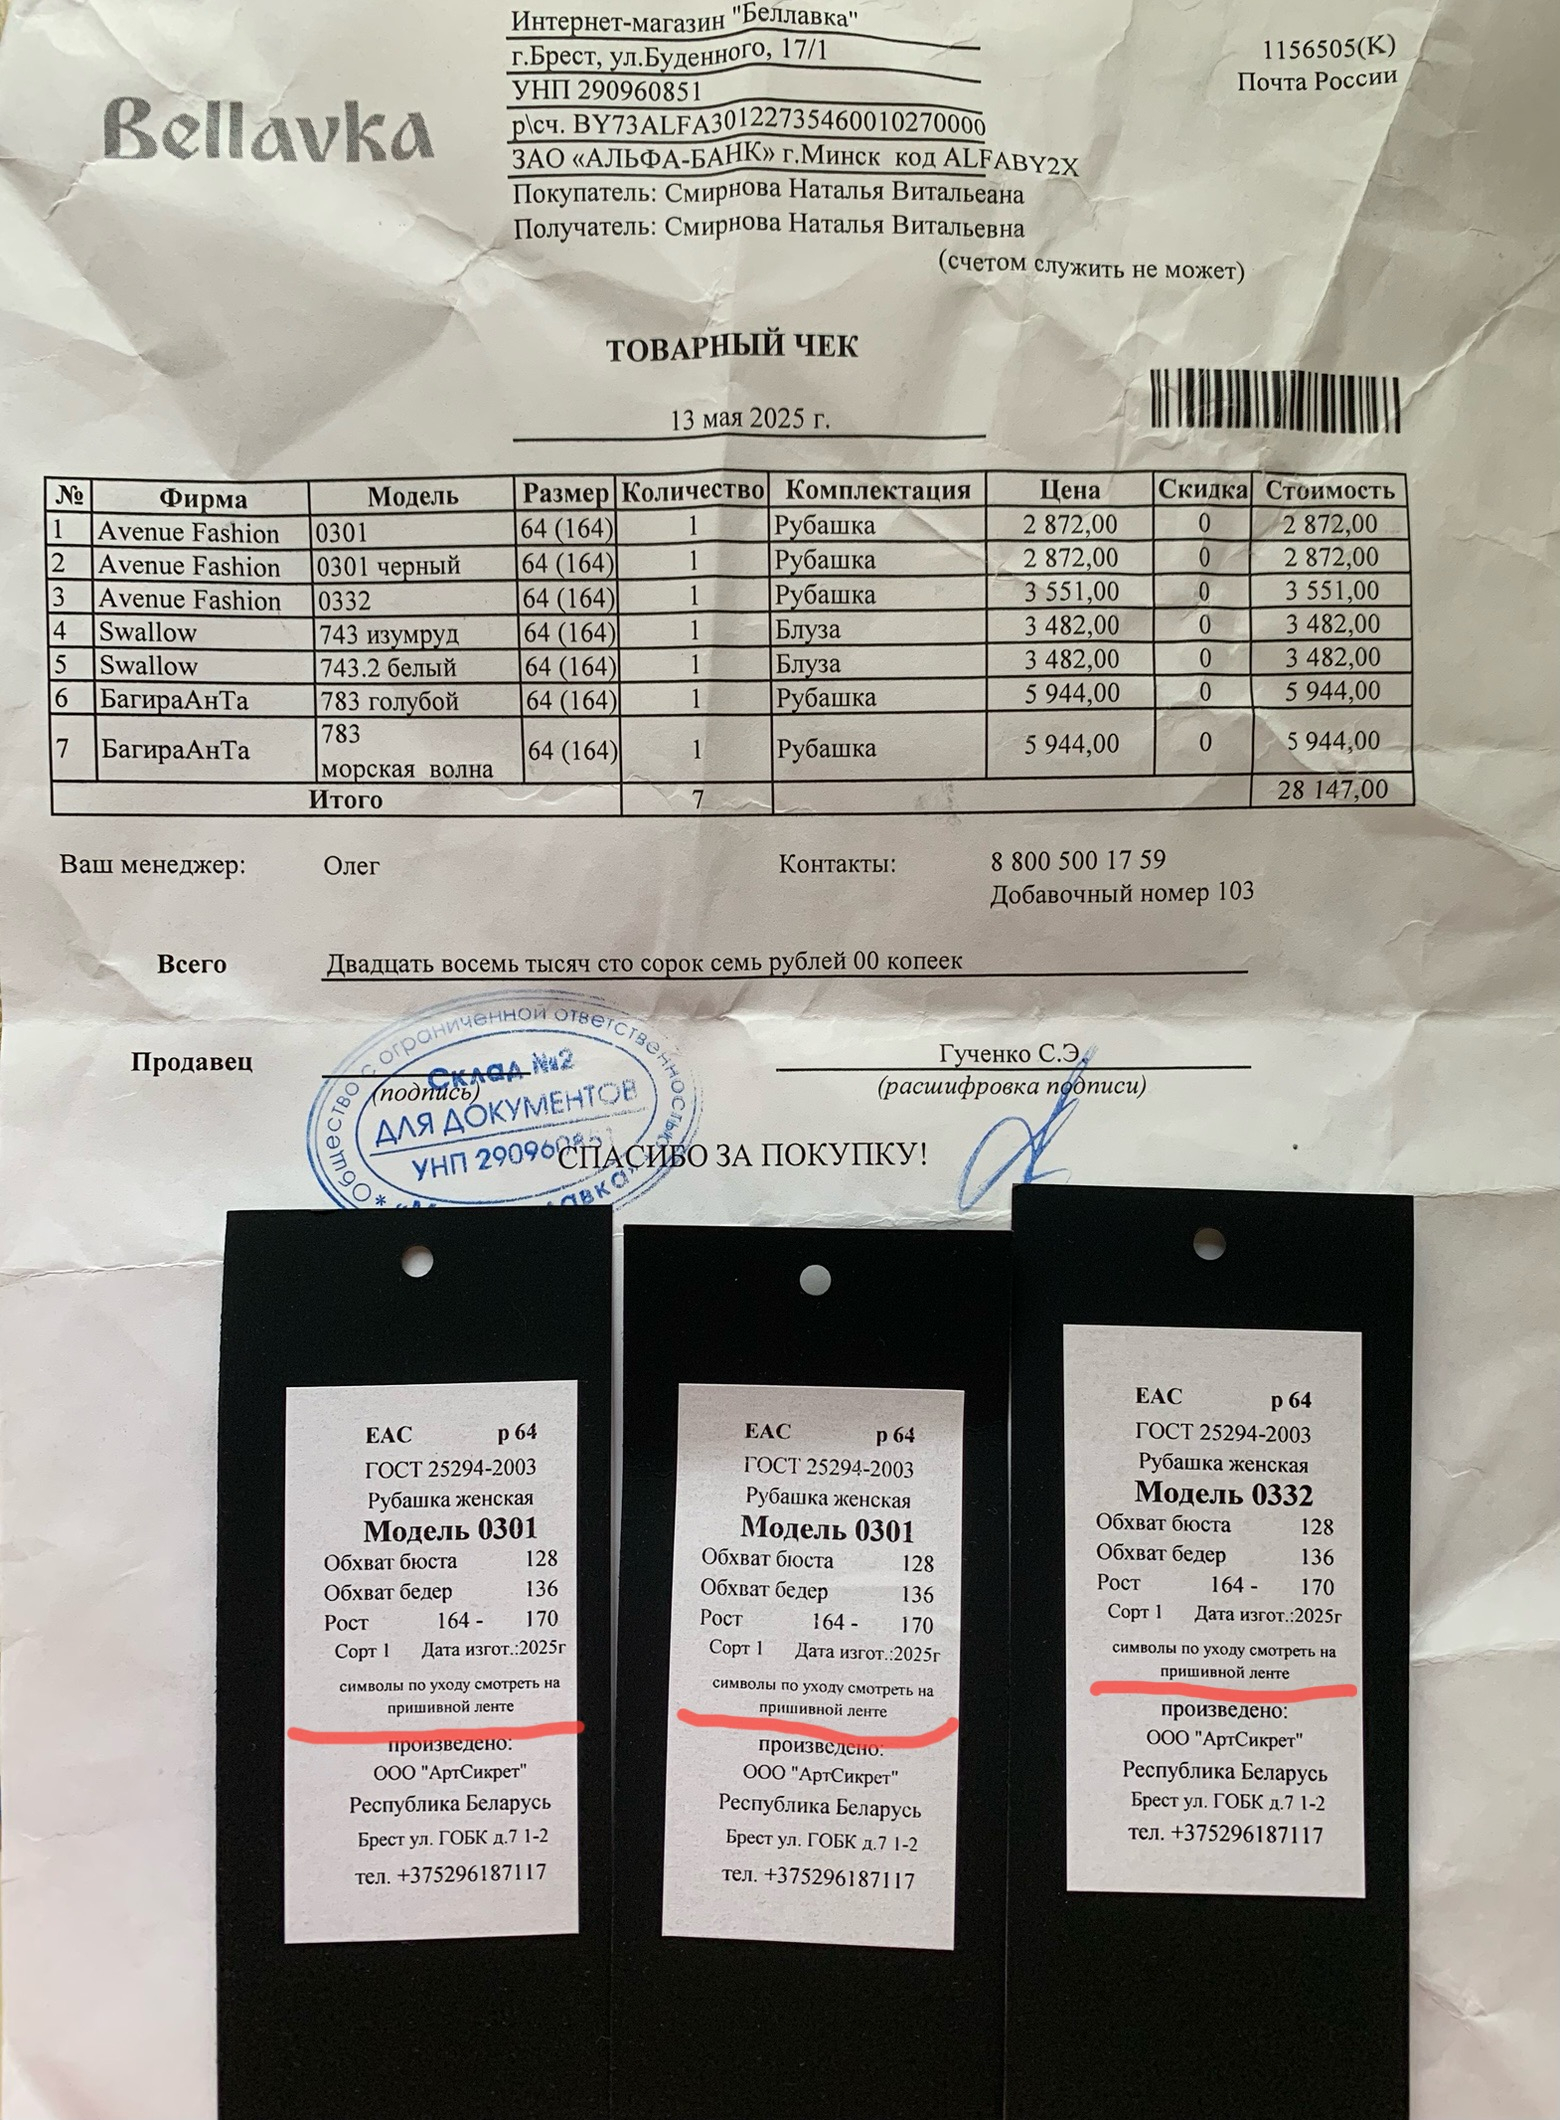 Bellavka
Интернет-магазин "Беллавка"
г.Брест, ул.Буденного, 17/1
УНП 290960851
р\сч. BY73ALFA30122735460010270000
ЗАО «АЛЬФА-БАНК» г.Минск код ALFABY2X
Покупатель: Смирнова Наталья Витальеана
Получатель: Смирнова Наталья Витальевна
(счетом служить не может)
1156505(K)
Почта России
ТОВАРНЫЙ ЧЕК
13 мая 2025 г.
№ Фирма Модель Размер Количество Комплектация Цена Скидка Стоимость
1 Avenue Fashion 0301 64 (164) 1 Рубашка 2 872,00 0 2 872,00
2 Avenue Fashion 0301 черный 64 (164) 1 Рубашка 2 872,00 0 2 872,00
3 Avenue Fashion 0332 64 (164) 1 Рубашка 3 551,00 0 3 551,00
4 Swallow 743 изумруд 64 (164) 1 Блуза 3 482,00 0 3 482,00
5 Swallow 743.2 белый 64 (164) 1 Блуза 3 482,00 0 3 482,00
6 БагираАнТа 783 голубой 64 (164) 1 Рубашка 5 944,00 0 5 944,00
7 БагираАнТа 783 морская волна 64 (164) 1 Рубашка 5 944,00 0 5 944,00
Итого 7 28 147,00
Ваш менеджер: Олег Контакты: 8 800 500 17 59
Добавочный номер 103
Всего Двадцать восемь тысяч сто сорок семь рублей 00 копеек
Продавец Гученко С.Э.
(подпись) (расшифровка подписи)
Общество с ограниченной ответственностью
Склад №2
ДЛЯ ДОКУМЕНТОВ
УНП 290960851
СПАСИБО ЗА ПОКУПКУ!
ЕАС р 64
ГОСТ 25294-2003
Рубашка женская
Модель 0301
Обхват бюста 128
Обхват бедер 136
Рост 164 - 170
Сорт 1 Дата изгот.:2025г
символы по уходу смотреть на
пришивной ленте
произведено:
ООО "АртСикрет"
Республика Беларусь
Брест ул. ГОБК д.7 1-2
тел. +375296187117
ЕАС р 64
ГОСТ 25294-2003
Рубашка женская
Модель 0301
Обхват бюста 128
Обхват бедер 136
Рост 164 - 170
Сорт 1 Дата изгот.:2025г
символы по уходу смотреть на
пришивной ленте
произведено:
ООО "АртСикрет"
Республика Беларусь
Брест ул. ГОБК д.7 1-2
тел. +375296187117
ЕАС р 64
ГОСТ 25294-2003
Рубашка женская
Модель 0332
Обхват бюста 128
Обхват бедер 136
Рост 164 - 170
Сорт 1 Дата изгот.:2025г
символы по уходу смотреть на
пришивной ленте
произведено:
ООО "АртСикрет"
Республика Беларусь
Брест ул. ГОБК д.7 1-2
тел. +375296187117